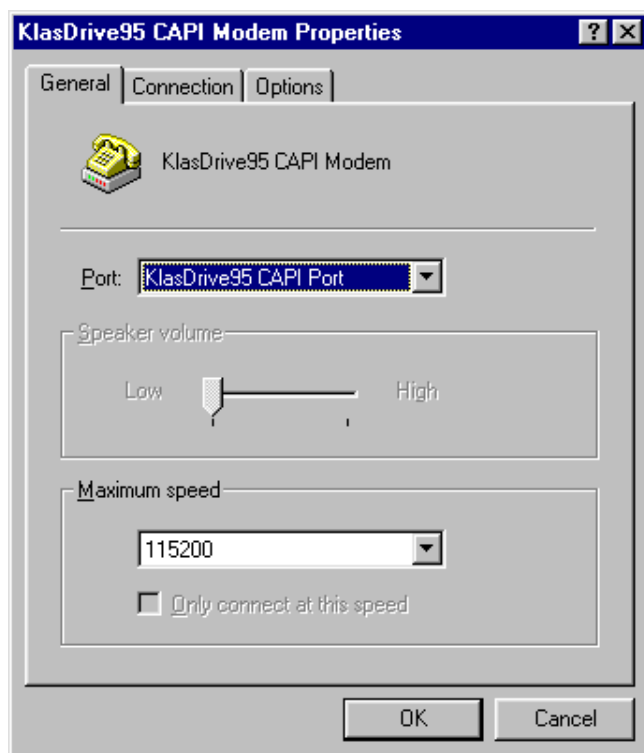 KlasDrive95 CAPI Modem Properties ? X
General Connection Options
KlasDrive95 CAPI Modem
Port: KlasDrive95 CAPI Port
Speaker volume
Low High
Maximum speed
115200
Only connect at this speed
OK Cancel